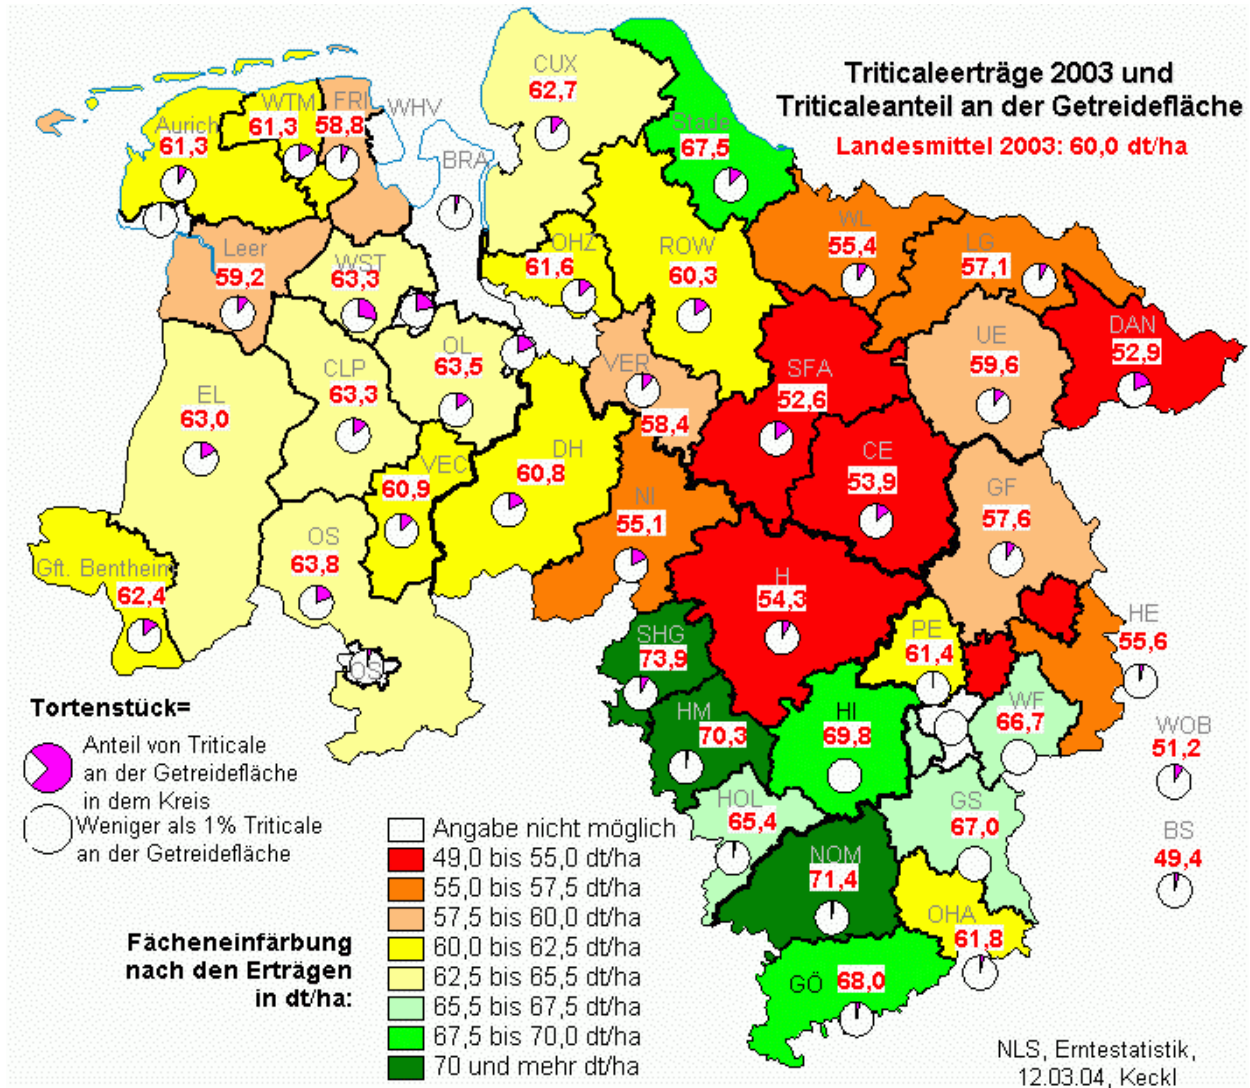 Triticaleerträge 2003 und
Triticaleanteil an der Getreidefläche
Landesmittel 2003: 60,0 dt/ha
CUX
62,7
WTM
61,3
FRI
58,8
WHV
Aurich
61,3
BRA
Stade
67,5
Leer
59,2
WST
63,3
OHZ
61,6
ROW
60,3
WL
55,4
LG
57,1
DAN
52,9
UE
59,6
EL
63,0
CLP
63,3
OL
63,5
VER
58,4
SFA
52,6
CE
53,9
VEC
60,9
DH
60,8
NI
55,1
GF
57,6
Gft. Bentheim
62,4
OS
63,8
OS
H
54,3
SHG
73,9
PE
61,4
HE
55,6
HM
70,3
HI
69,8
WF
66,7
WOB
51,2
HOL
65,4
GS
67,0
BS
49,4
NOM
71,4
OHA
61,8
GÖ
68,0
Tortenstück=
Anteil von Triticale
an der Getreidefläche
in dem Kreis
Weniger als 1% Triticale
an der Getreidefläche
Fächeneinfärbung
nach den Erträgen
in dt/ha:
Angabe nicht möglich
49,0 bis 55,0 dt/ha
55,0 bis 57,5 dt/ha
57,5 bis 60,0 dt/ha
60,0 bis 62,5 dt/ha
62,5 bis 65,5 dt/ha
65,5 bis 67,5 dt/ha
67,5 bis 70,0 dt/ha
70 und mehr dt/ha
NLS, Erntestatistik,
12.03.04, Keckl